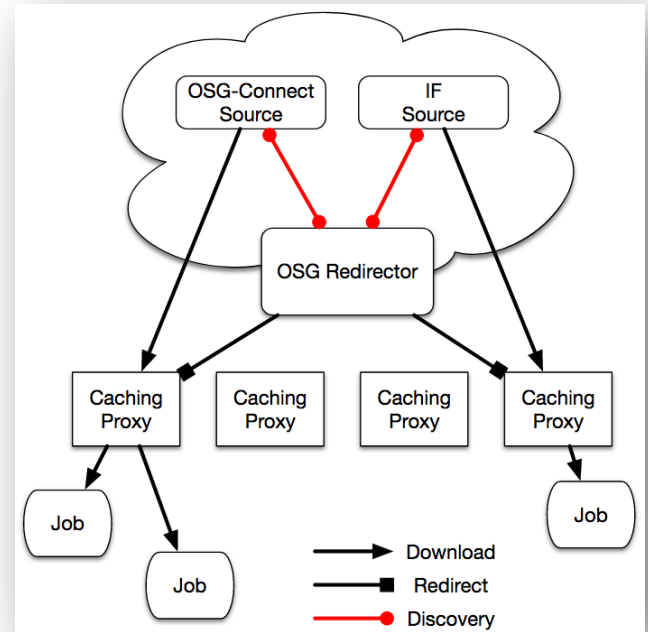 OSG-Connect
Source
IF
Source
OSG Redirector
Caching
Proxy
Caching
Proxy
Caching
Proxy
Caching
Proxy
Job
Job
Job
Download
Redirect
Discovery